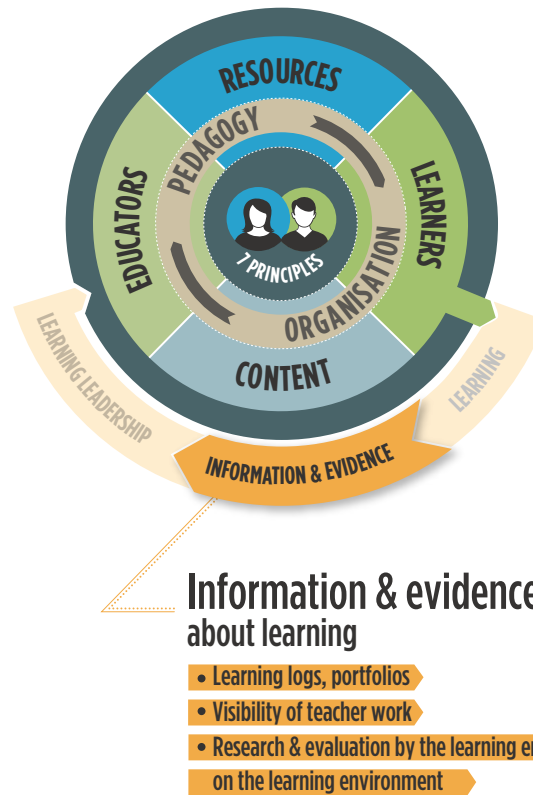 RESOURCES
PEDAGOGY
EDUCATORS
LEARNERS
7 PRINCIPLES
ORGANISATION
CONTENT
LEARNING LEADERSHIP
LEARNING
INFORMATION & EVIDENCE
Information & evidence
about learning
• Learning logs, portfolios
• Visibility of teacher work
• Research & evaluation by the learning
on the learning environment